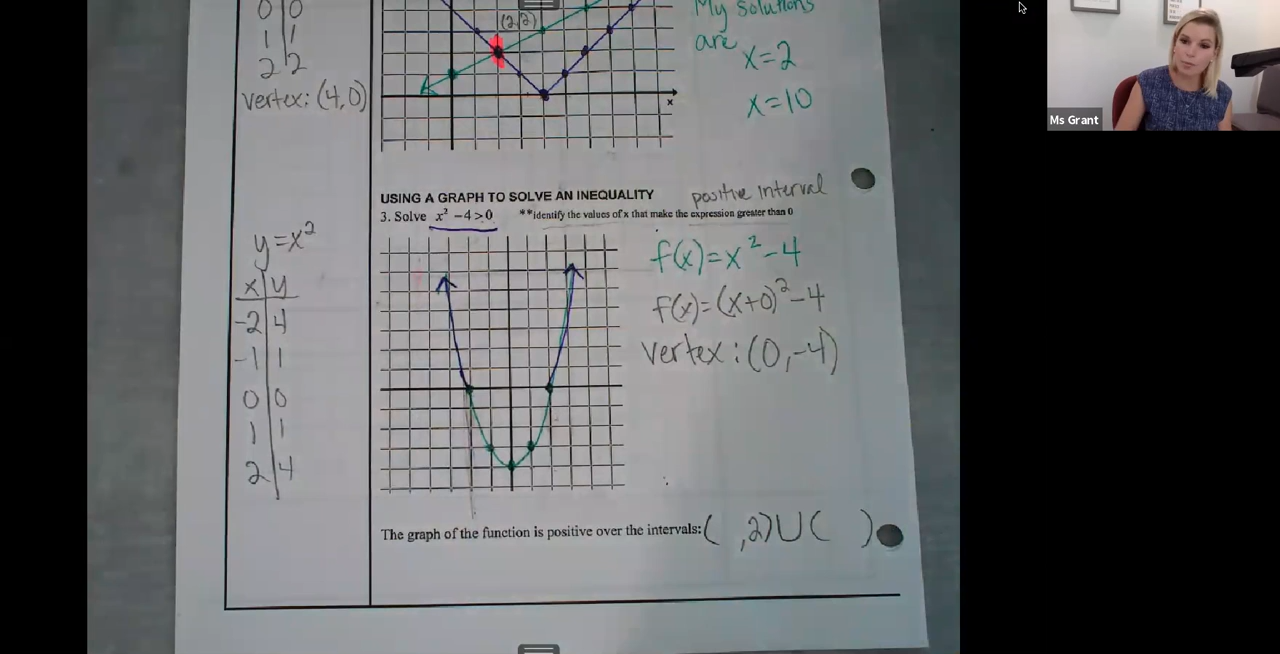 0 0
1 1
2 2
vertex: (4,0)
(2,2)
x
My solutions
are
x=2
x=10
Ms Grant
USING A GRAPH TO SOLVE AN INEQUALITY
positive interval
3. Solve x² -4>0 **Identify the values of x that make the expression greater than 0
y=x²
x y
-2 4
-1 1
0 0
1 1
2 4
f(x)=x²-4
f(x)=(x+0)²-4
vertex:(0,-4)
The graph of the function is positive over the intervals: ( ,2)U( )